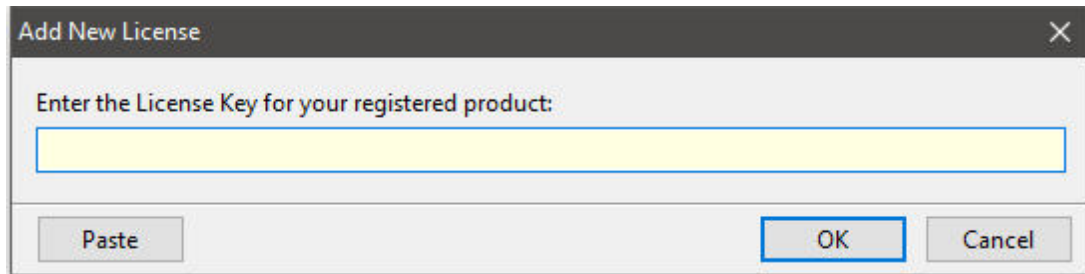 Add New License
Enter the License Key for your registered product:
Paste
OK
Cancel